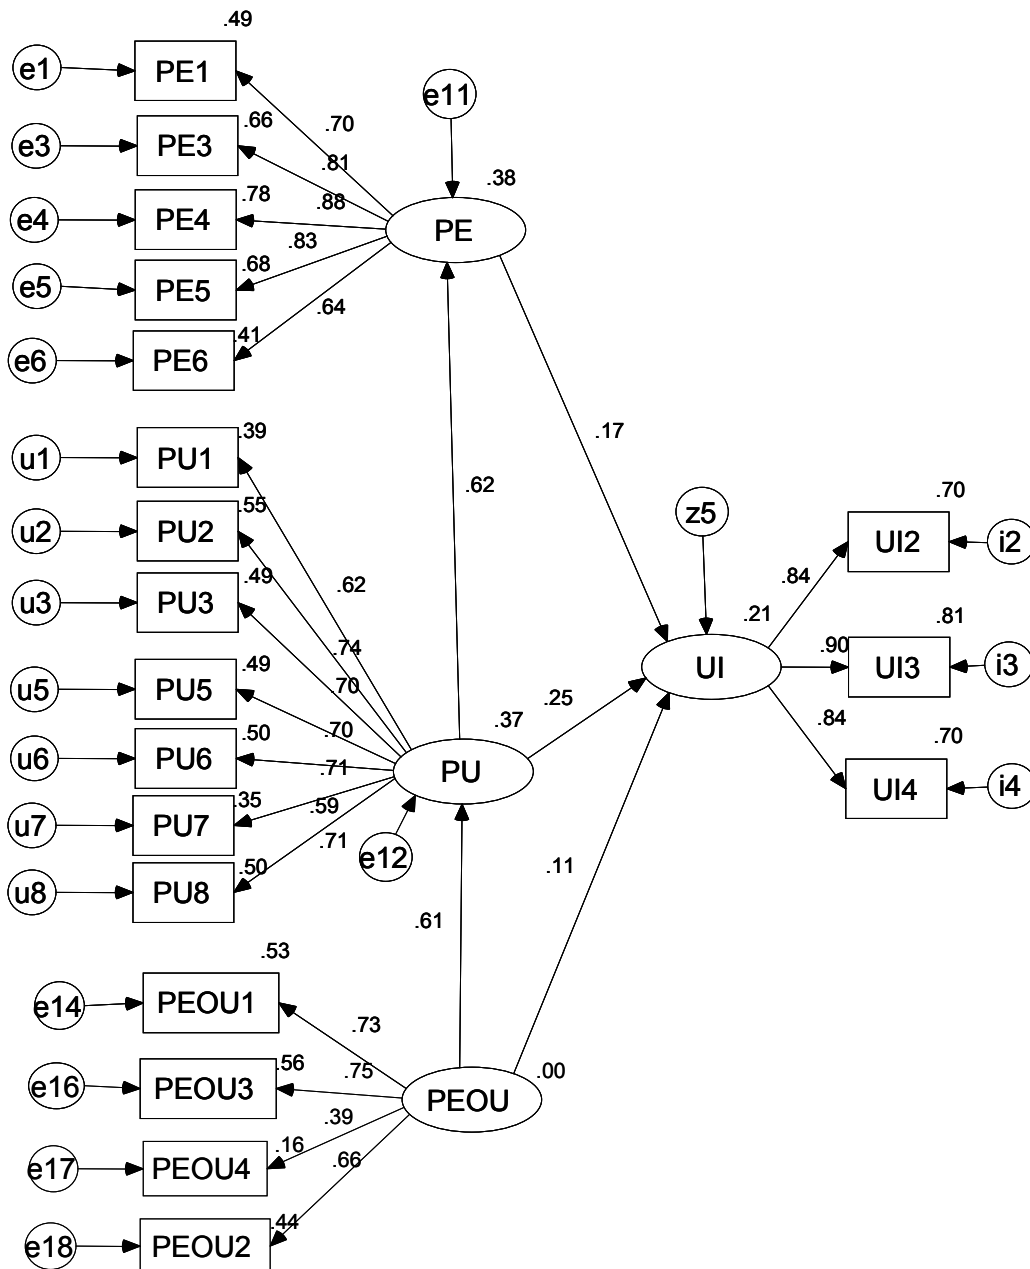 .49
e1 PE1
e11
.70
.66
e3 PE3
.81
.38
.78
.88
e4 PE4
PE
.83
.68
e5 PE5
.64
.41
e6 PE6
.17
.39
u1 PU1
.62
.70
.55
z5
u2 PU2
UI2 i2
.84
.49
.62
u3 PU3
.21
.81
.74
.90
.49
UI
UI3 i3
u5 PU5
.70
.25
.37
.84
.70
.50
.70
u6 PU6
.71
PU
UI4 i4
.35
.59
u7 PU7
.71
e12
.50
.11
u8 PU8
.61
.53
e14 PEOU1
.73
.56
.75
.00
e16 PEOU3
PEOU
.39
.16
.66
e17 PEOU4
.44
e18 PEOU2